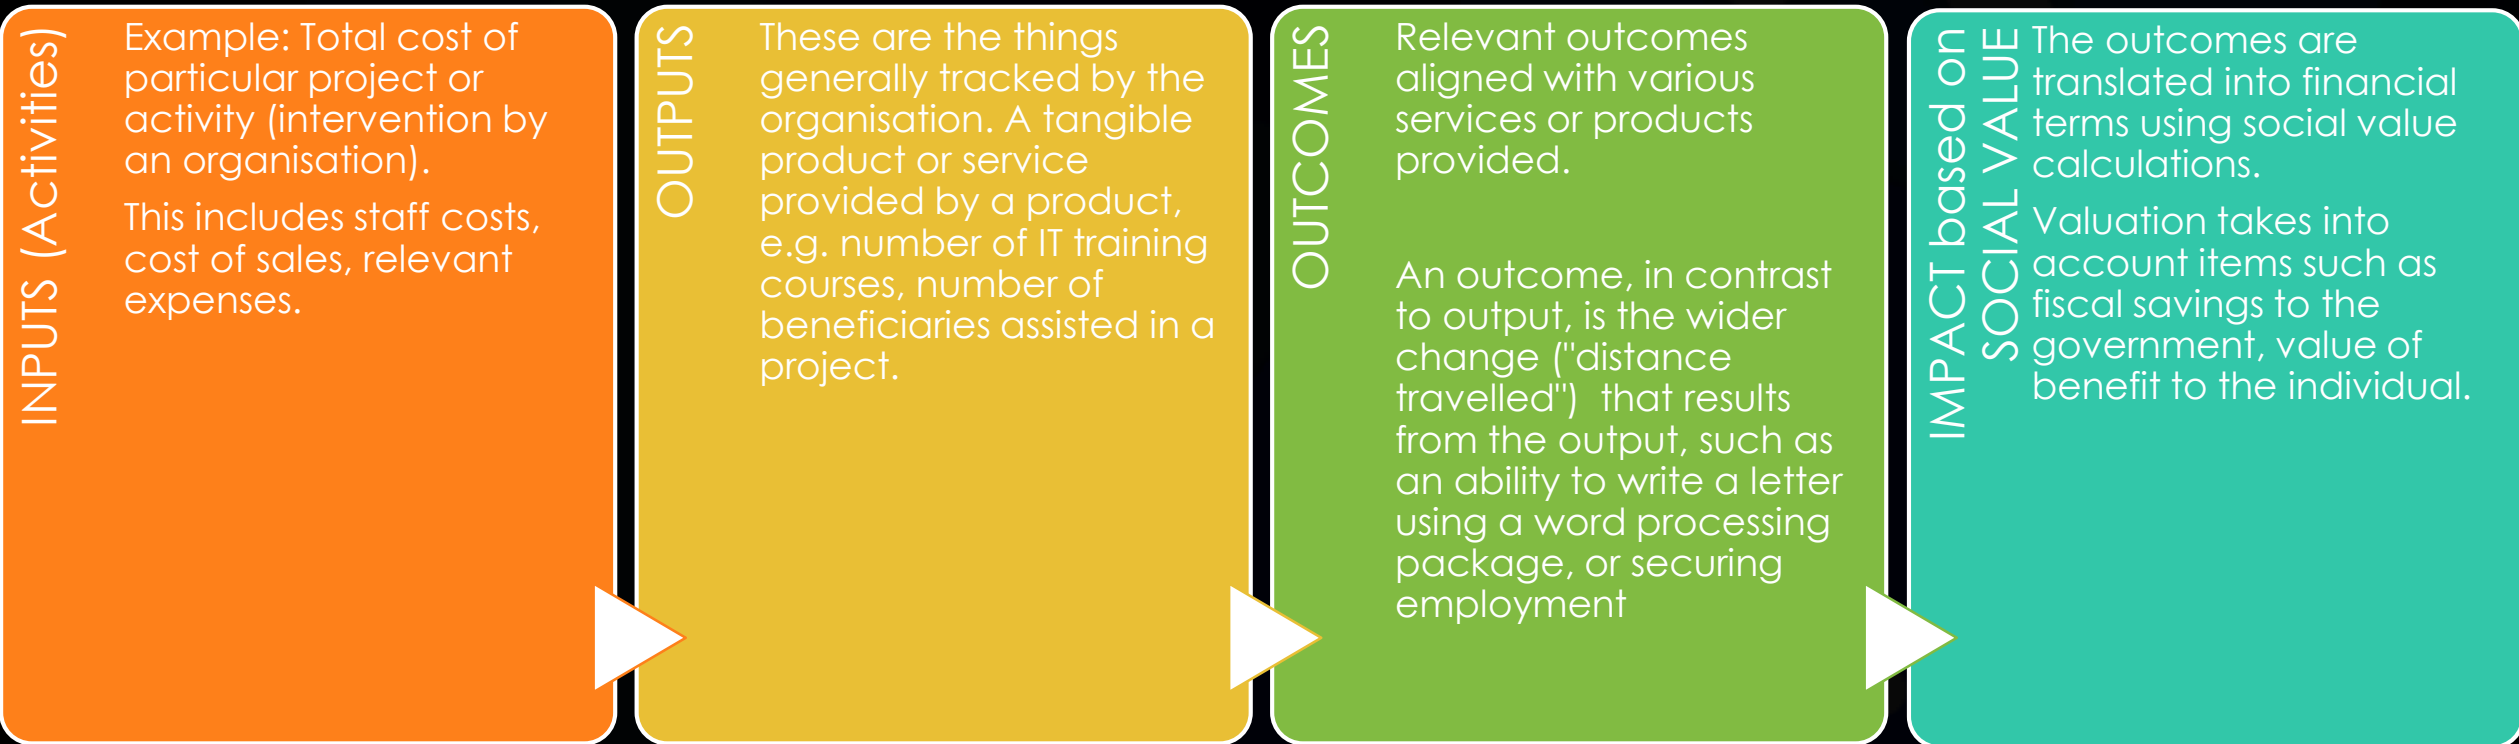 INPUTS (Activities)
Example: Total cost of
particular project or
activity (intervention by
an organisation).
This includes staff costs,
cost of sales, relevant
expenses.
OUTPUTS
These are the things
generally tracked by the
organisation. A tangible
product or service
provided by a product,
e.g. number of IT training
courses, number of
beneficiaries assisted in a
project.
OUTCOMES
Relevant outcomes
aligned with various
services or products
provided.
An outcome, in contrast
to output, is the wider
change ("distance
travelled")  that results
from the output, such as
an ability to write a letter
using a word processing
package, or securing
employment
IMPACT based on
SOCIAL VALUE
The outcomes are
translated into financial
terms using social value
calculations.
Valuation takes into
account items such as
fiscal savings to the
government, value of
benefit to the individual.